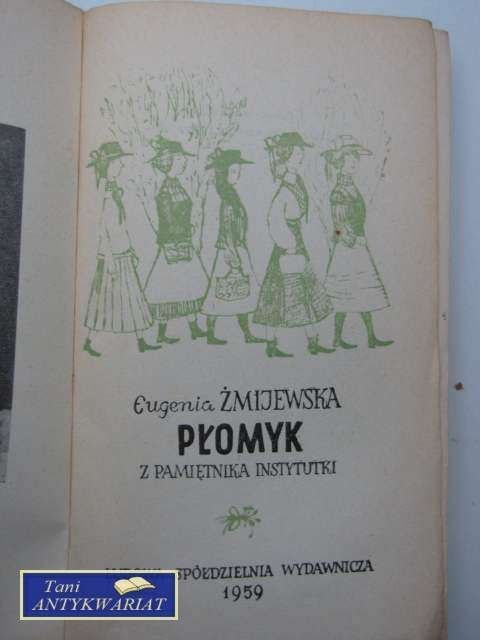 Eugenia ŻMIJEWSKA
PŁOMYK
Z PAMIĘTNIKA INSTYTUTKI
SPÓŁDZIELNIA WYDAWNICZA
1959
Tani
ANTYKWARIAT